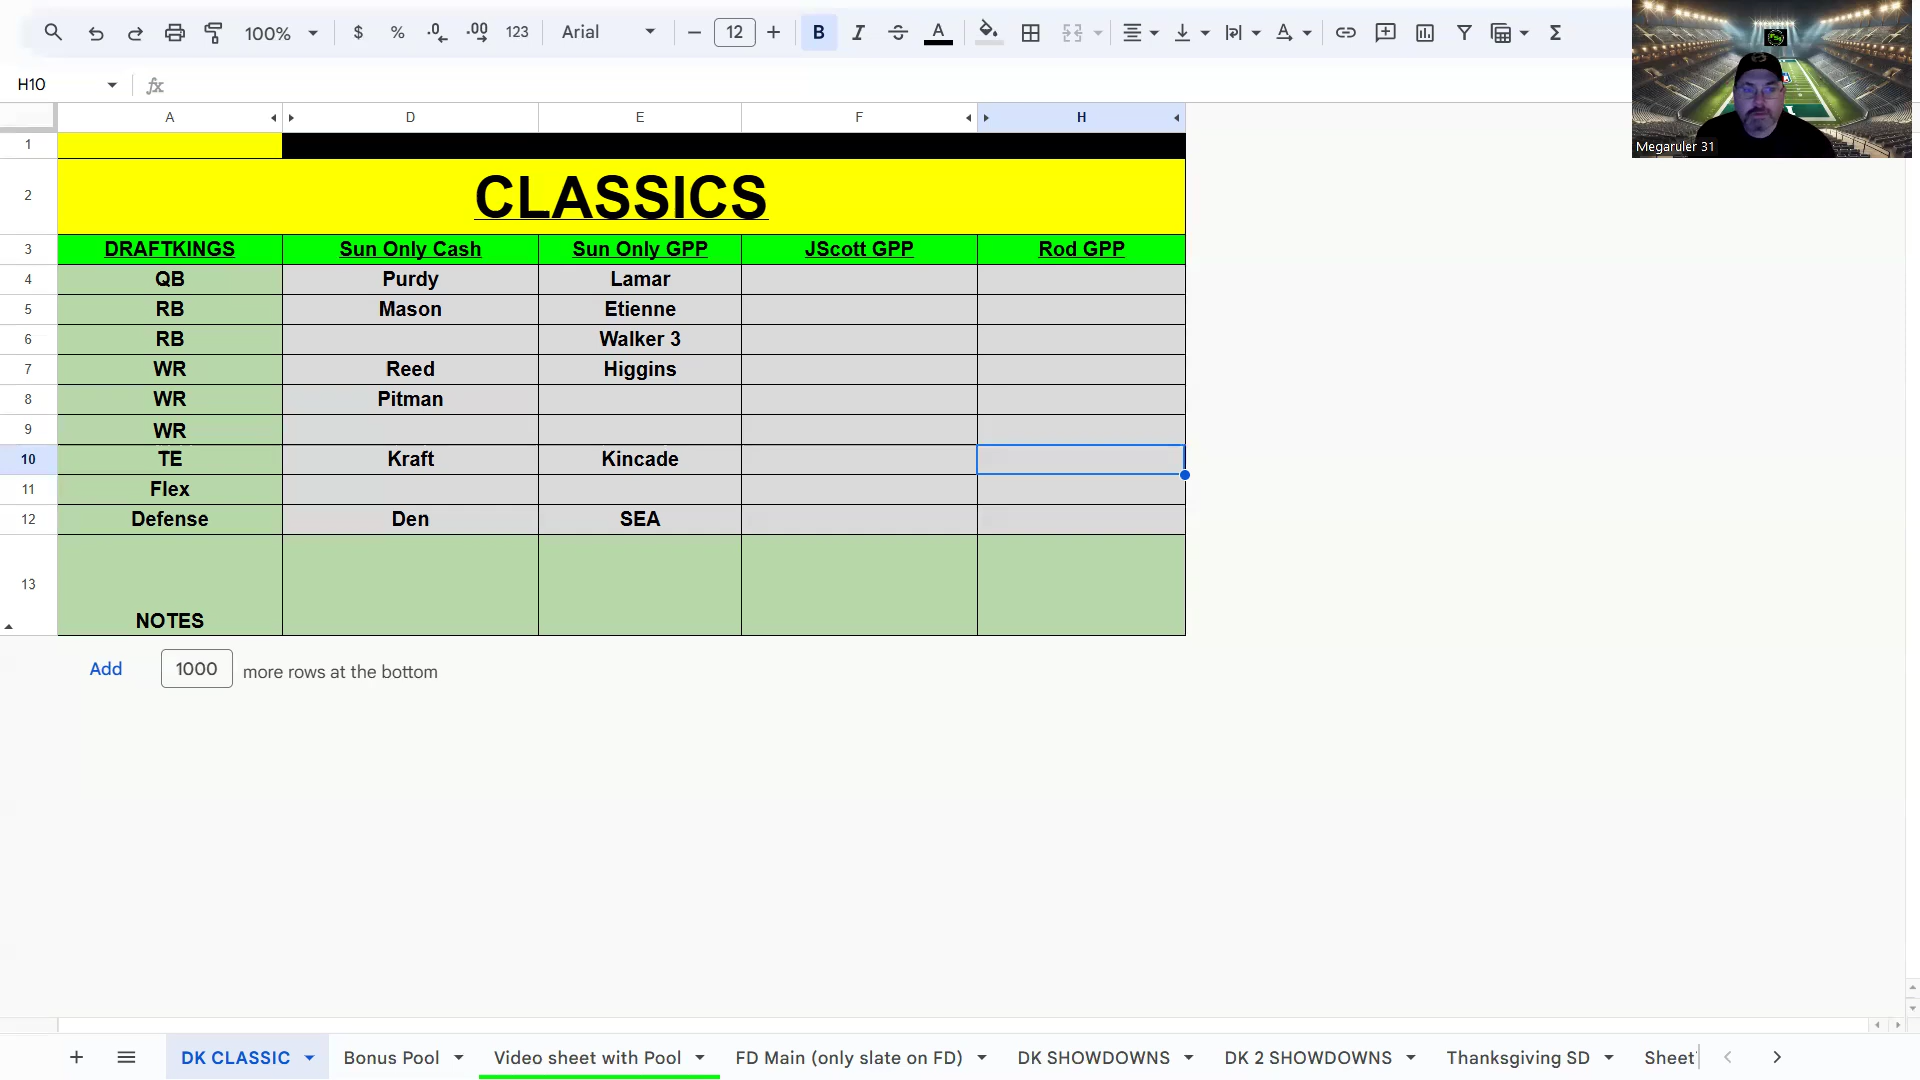 100% $ % .0 .00 123 Arial 12 B I S A
H10 fx
A D E F H
1
2 CLASSICS
3 DRAFTKINGS Sun Only Cash Sun Only GPP JScott GPP Rod GPP
4 QB Purdy Lamar
5 RB Mason Etienne
6 RB Walker 3
7 WR Reed Higgins
8 WR Pitman
9 WR
10 TE Kraft Kincade
11 Flex
12 Defense Den SEA
13 NOTES
Add 1000 more rows at the bottom
Megaruler 31
DK CLASSIC Bonus Pool Video sheet with Pool FD Main (only slate on FD) DK SHOWDOWNS DK 2 SHOWDOWNS Thanksgiving SD Sheet